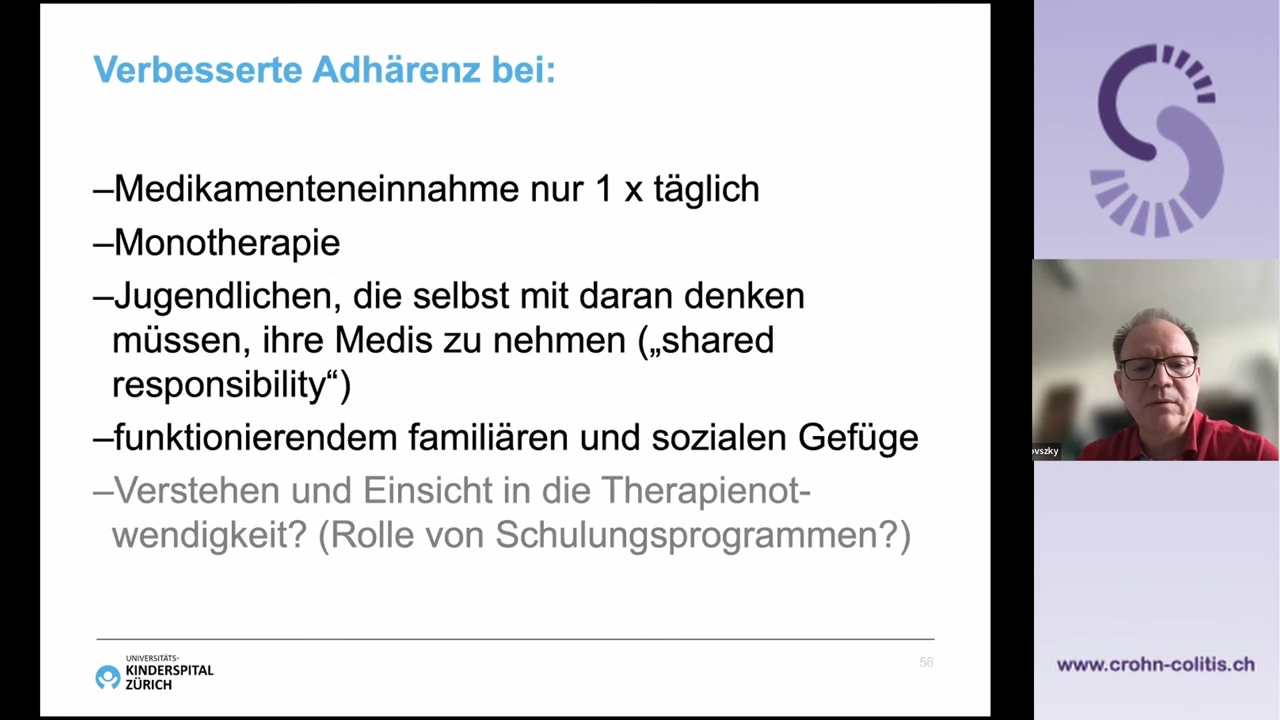 Verbesserte Adhärenz bei:
–Medikamenteneinnahme nur 1 x täglich
–Monotherapie
–Jugendlichen, die selbst mit daran denken
müssen, ihre Medis zu nehmen („shared
responsibility“)
–funktionierendem familiären und sozialen Gefüge
–Verstehen und Einsicht in die Therapienot-
wendigkeit? (Rolle von Schulungsprogrammen?)
UNIVERSITÄTS-
KINDERSPITAL
ZÜRICH
56
ovszky
www.crohn-colitis.ch